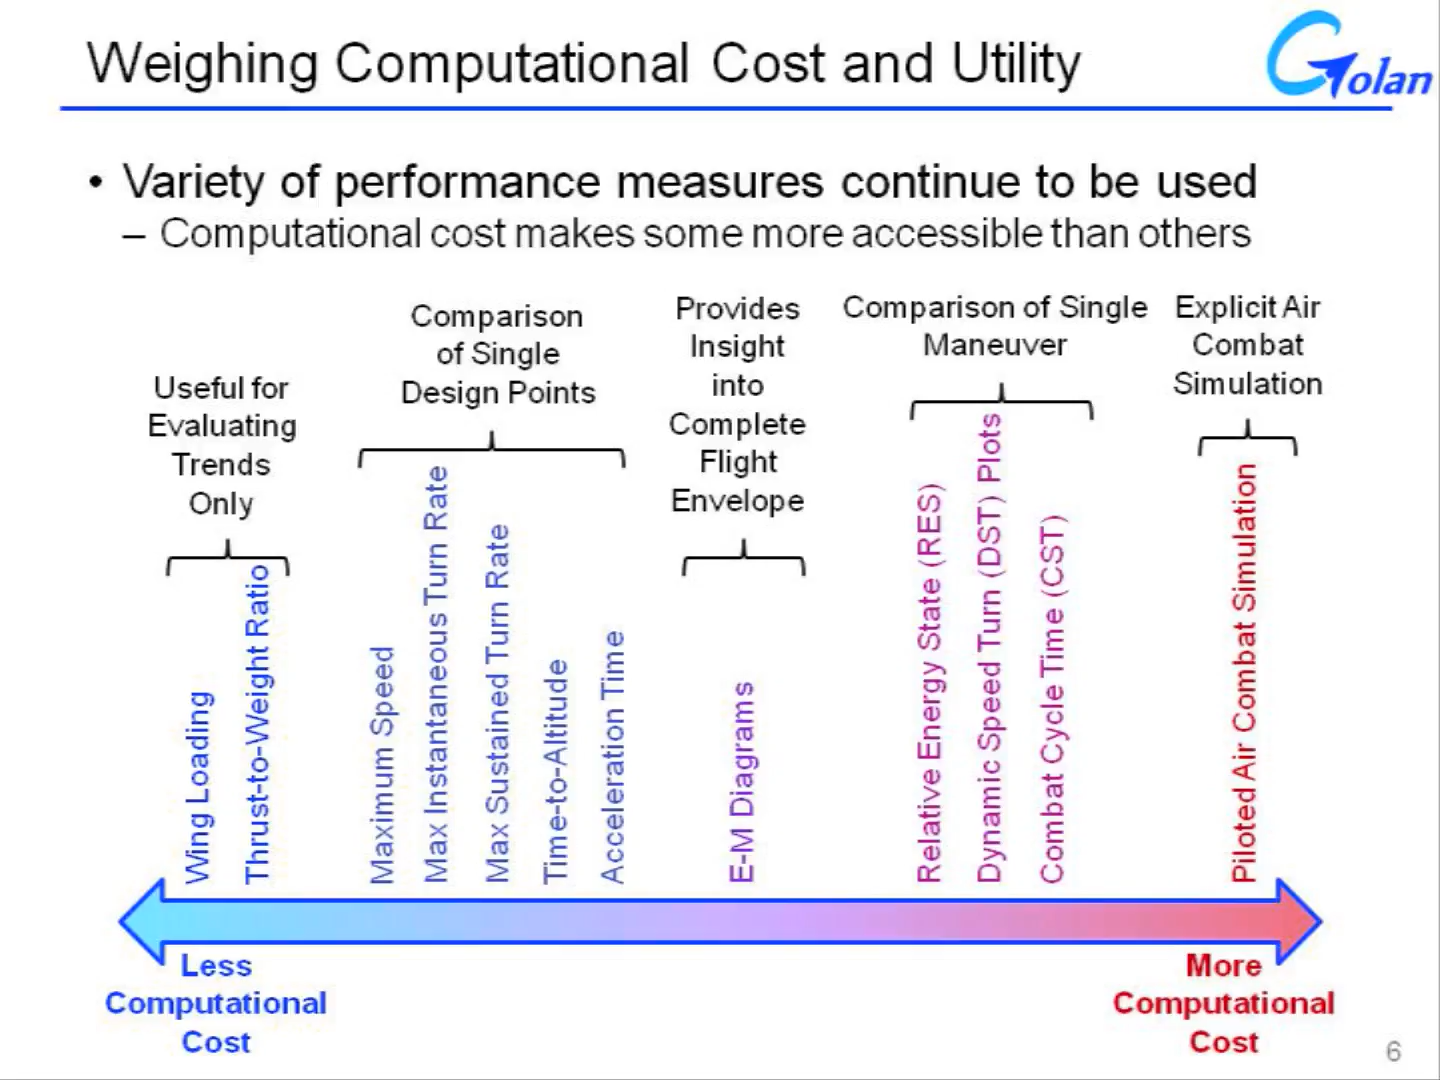 Weighing Computational Cost and Utility
Golan
• Variety of performance measures continue to be used
– Computational cost makes some more accessible than others
Useful for
Evaluating
Trends
Only
Comparison
of Single
Design Points
Provides
Insight
into
Complete
Flight
Envelope
Comparison of Single
Maneuver
Explicit Air
Combat
Simulation
Wing Loading
Thrust-to-Weight Ratio
Maximum Speed
Max Instantaneous Turn Rate
Max Sustained Turn Rate
Time-to-Altitude
Acceleration Time
E-M Diagrams
Relative Energy State (RES)
Dynamic Speed Turn (DST) Plots
Combat Cycle Time (CST)
Piloted Air Combat Simulation
Less
Computational
Cost
More
Computational
Cost
6